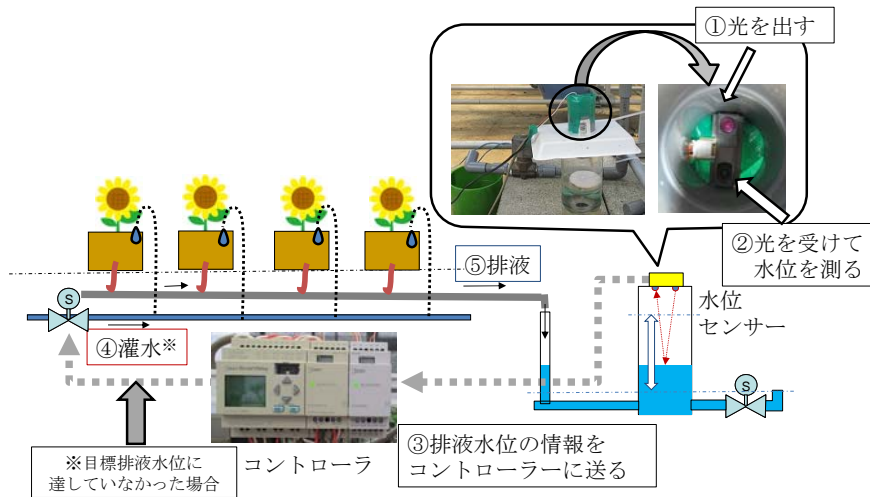 ①光を出す
②光を受けて
水位を測る
水位
センサー
③排液水位の情報を
コントローラーに送る
コントローラ
④灌水※
⑤排液
※目標排液水位に
達していなかった場合
S
S